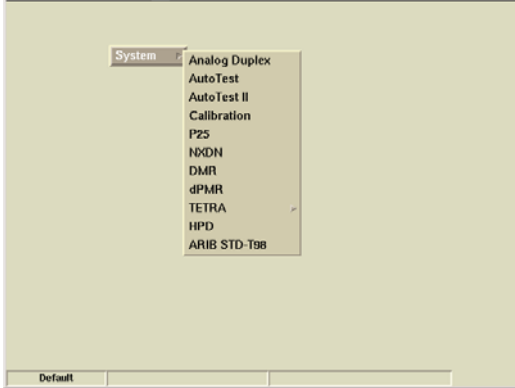 System
Analog Duplex
AutoTest
AutoTest II
Calibration
P25
NXDN
DMR
dPMR
TETRA
HPD
ARIB STD-T98
Default